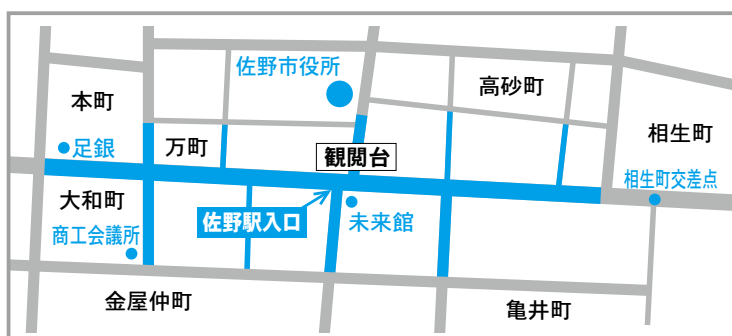 佐野市役所
高砂町
本町
相生町
足銀
万町
観閲台
相生町交差点
大和町
佐野駅入口
未来館
商工会議所
金屋仲町
亀井町